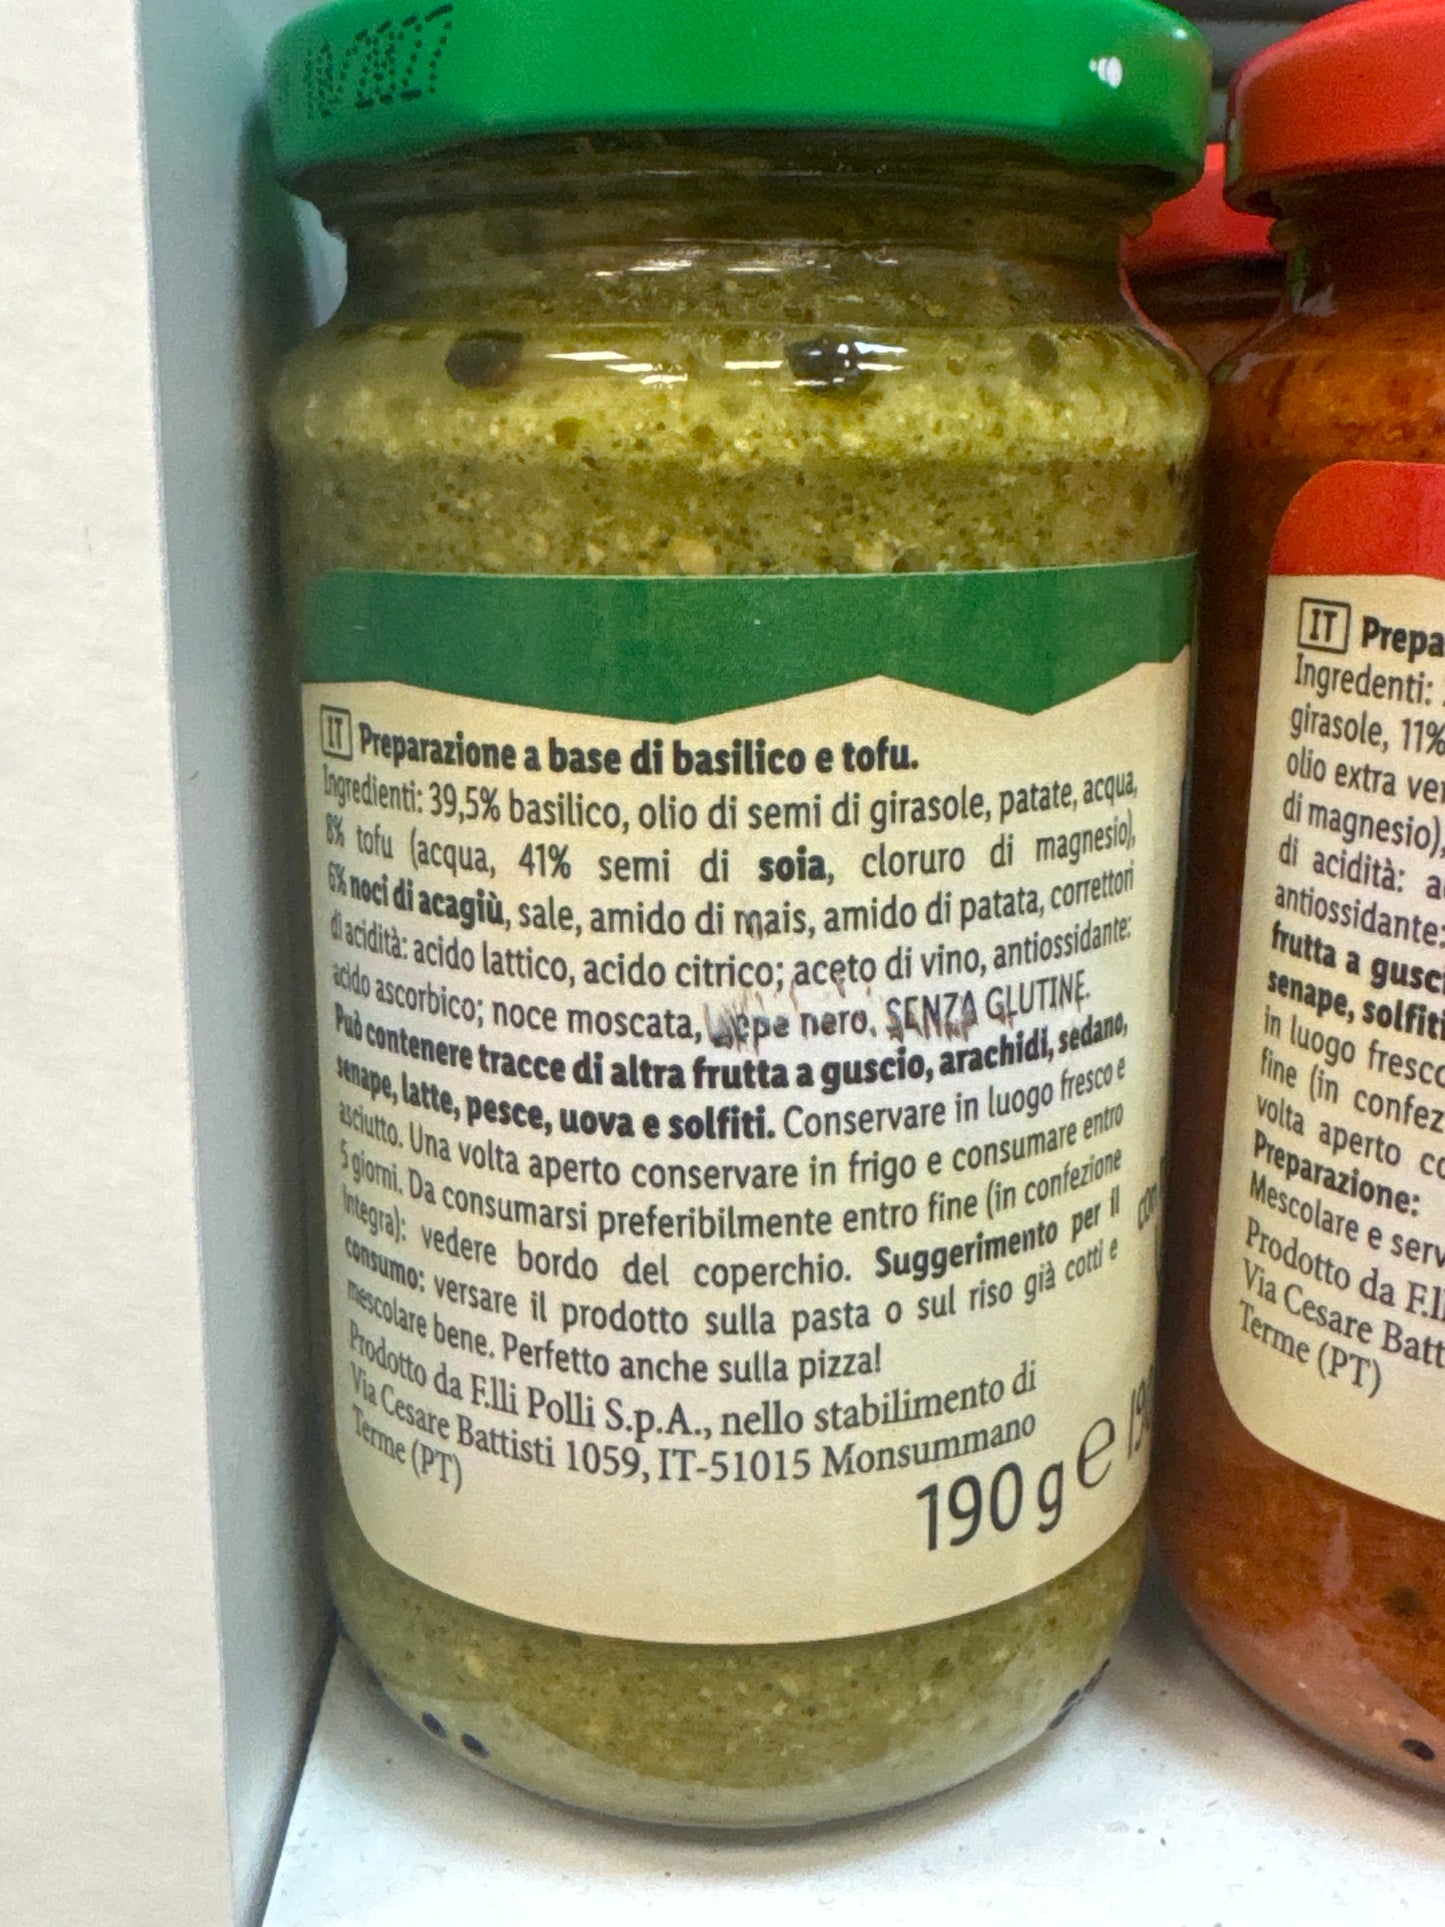 10/2027
IT Preparazione a base di basilico e tofu.
Ingredienti: 39,5% basilico, olio di semi di girasole, patate, acqua,
8% tofu (acqua, 41% semi di soia, cloruro di magnesio),
6% noci di acagiù, sale, amido di mais, amido di patata, correttori
di acidità: acido lattico, acido citrico; aceto di vino, antiossidante:
acido ascorbico; noce moscata, pepe nero. SENZA GLUTINE.
Può contenere tracce di altra frutta a guscio, arachidi, sedano,
senape, latte, pesce, uova e solfiti. Conservare in luogo fresco e
asciutto. Una volta aperto conservare in frigo e consumare entro
5 giorni. Da consumarsi preferibilmente entro fine (in confezione
integra): vedere bordo del coperchio. Suggerimento per il
consumo: versare il prodotto sulla pasta o sul riso già cotti e
mescolare bene. Perfetto anche sulla pizza!
Prodotto da F.lli Polli S.p.A., nello stabilimento di
Via Cesare Battisti 1059, IT-51015 Monsummano
Terme (PT)
190 g e
IT Prepa
Ingredenti:
girasole, 11%
olio extra ver
di magnesio),
di acidità: a
antiossidante:
frutta a gusci
senape, solfiti
in luogo fresco
fine (in confez
volta aperto co
Preparazione:
Mescolare e serv
Prodotto da F.ll
Via Cesare Batt
Terme (PT)